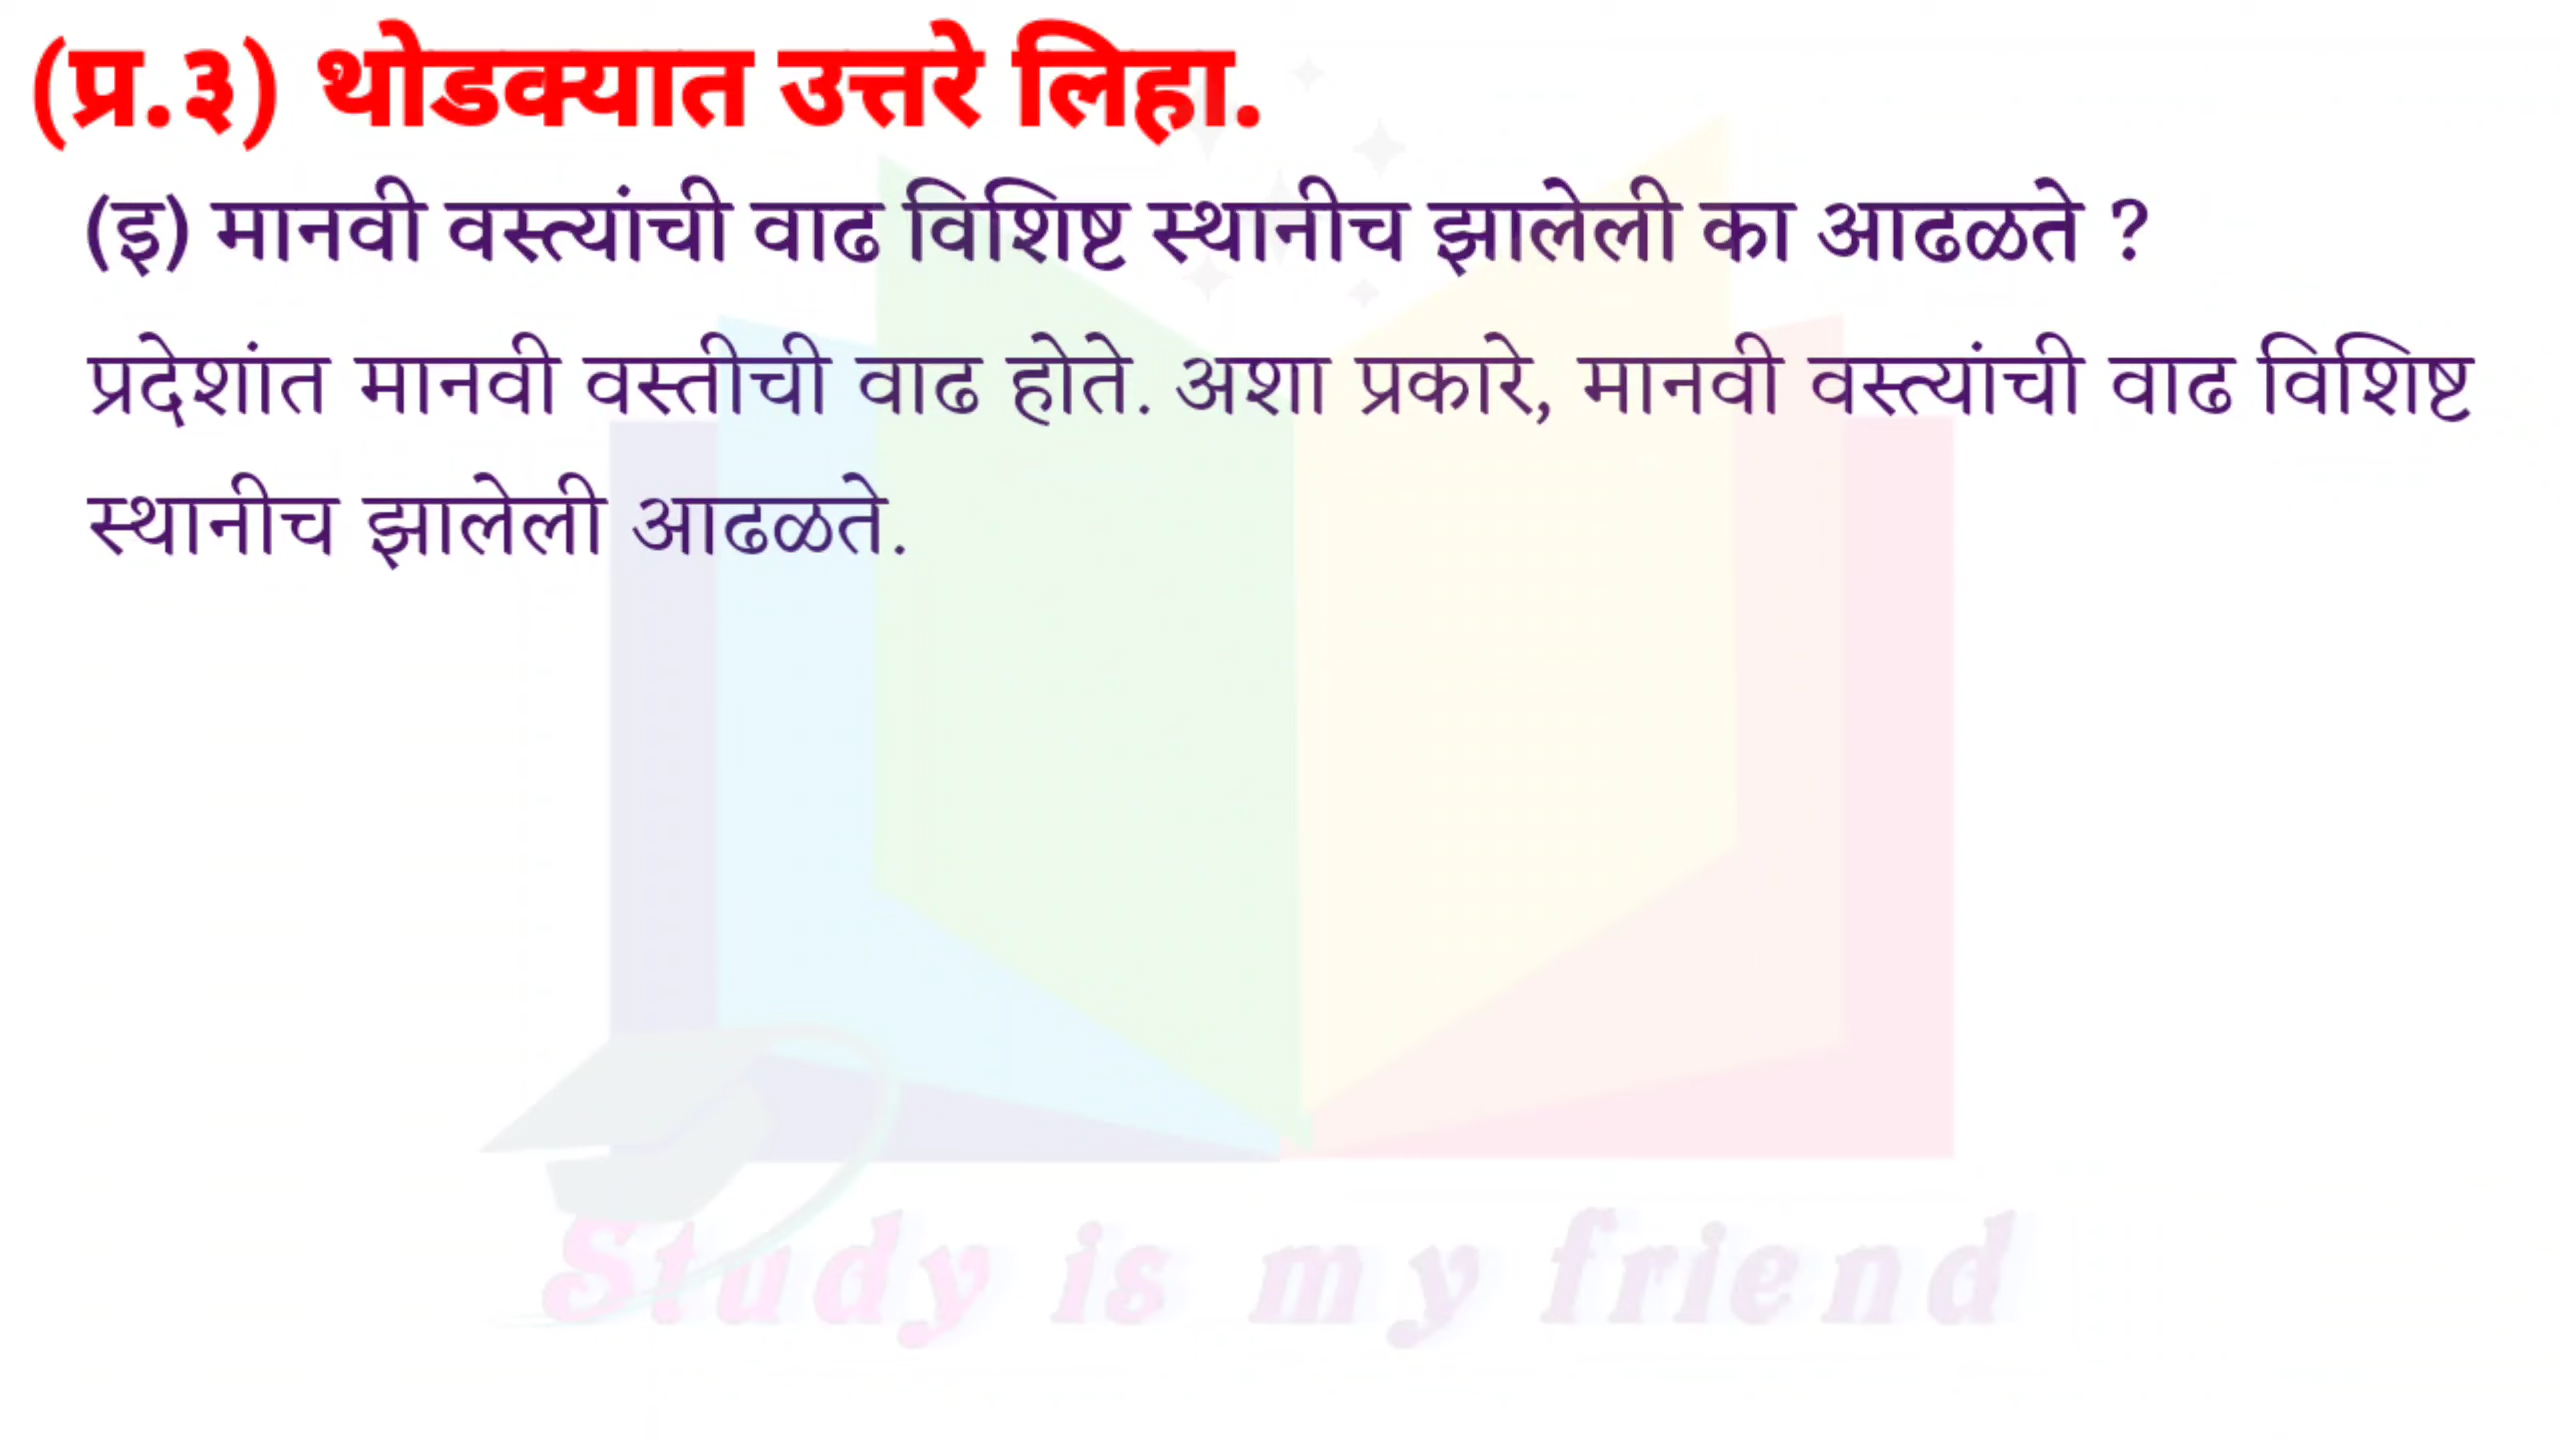 (प्र.३) थोडक्यात उत्तरे लिहा.
(इ) मानवी वस्त्यांची वाढ विशिष्ट स्थानीच झालेली का आढळते ?
प्रदेशांत मानवी वस्तीची वाढ होते. अशा प्रकारे, मानवी वस्त्यांची वाढ विशिष्ट
स्थानीच झालेली आढळते.
Study is my friend